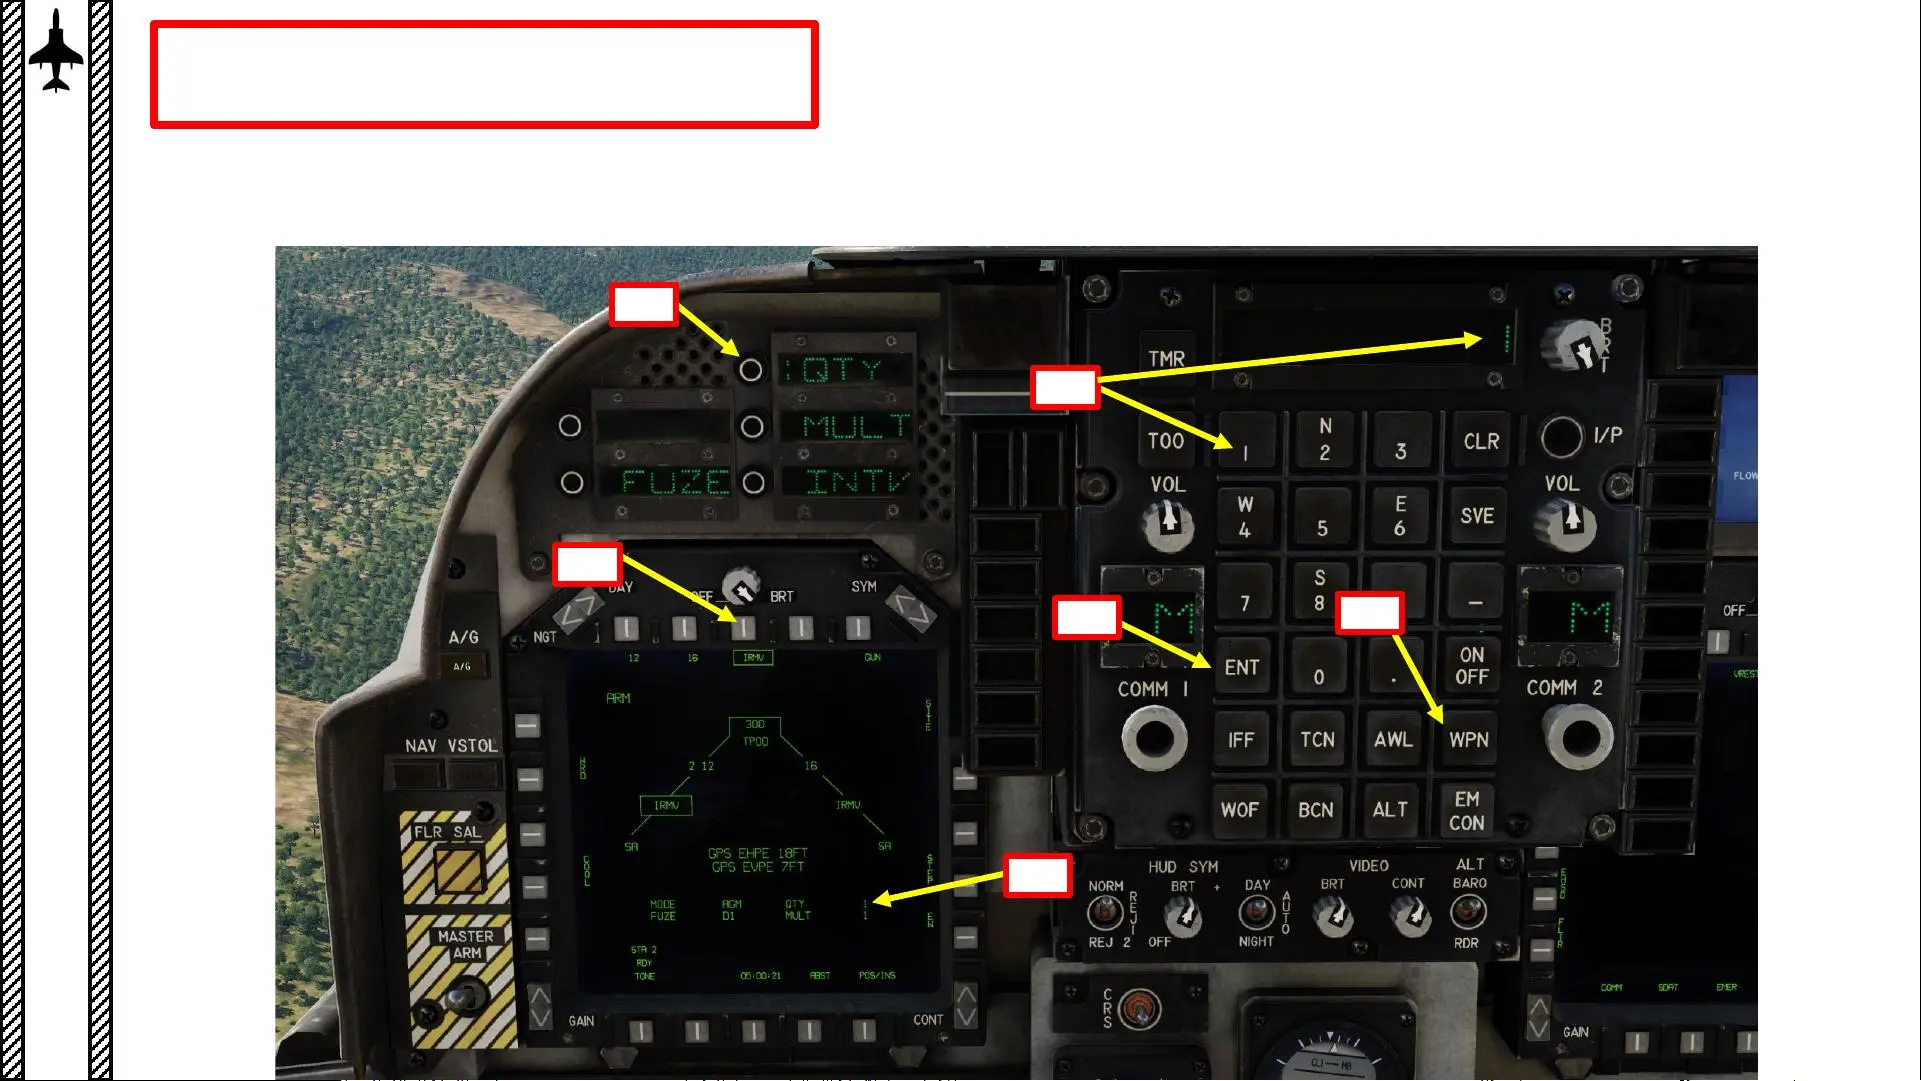 :QTY
MULT
FUZE
INTV
DAY
OFF
BRT
SYM
NGT
A/G
A/G
12
16
IRMV
GUN
ARM
300
TPOD
2 12
16
IRMV
IRMV
SA
SA
GPS EHPE 18FT
GPS EVPE 7FT
MODE AGM QTY 1
FUZE D1 MULT 1
STA 2
RDY
TONE
05:00:21
ABST
POS/INS
STEP
EN
GAIN
CONT
NAV VSTOL
FLR SAL
MASTER
ARM
1
BRT
TMR
TOO
1
N
2
3
CLR
I/P
VOL
VOL
W
4
5
E
6
SVE
7
S
8
–
M
M
ENT
0
.
ON
OFF
COMM 1
COMM 2
IFF
TCN
AWL
WPN
WOF
BCN
ALT
EM
CON
HUD SYM
VIDEO
ALT
NORM
BRT +
DAY
BRT
CONT
BARO
REJ 1
AUTO
REJ 2
OFF
NIGHT
RDR
CRS
FLOW
OFF
VREST
COMM
SDAT
EMER
GAIN